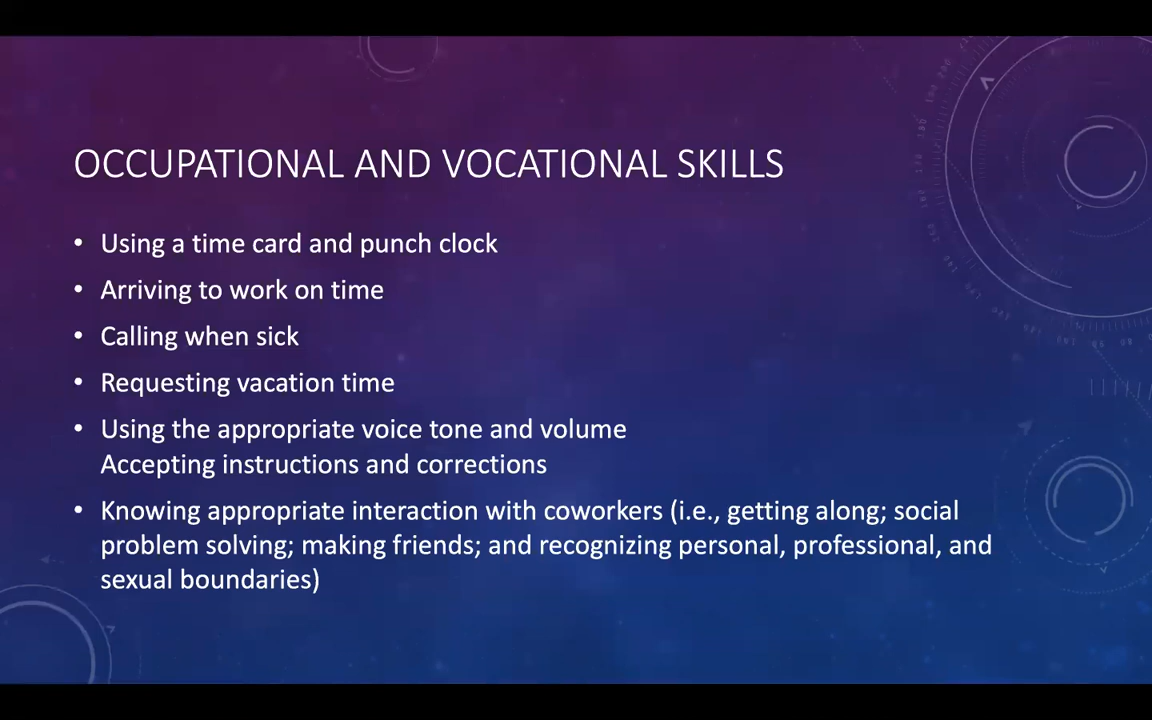 OCCUPATIONAL AND VOCATIONAL SKILLS
• Using a time card and punch clock
• Arriving to work on time
• Calling when sick
• Requesting vacation time
• Using the appropriate voice tone and volume
Accepting instructions and corrections
• Knowing appropriate interaction with coworkers (i.e., getting along; social
problem solving; making friends; and recognizing personal, professional, and
sexual boundaries)